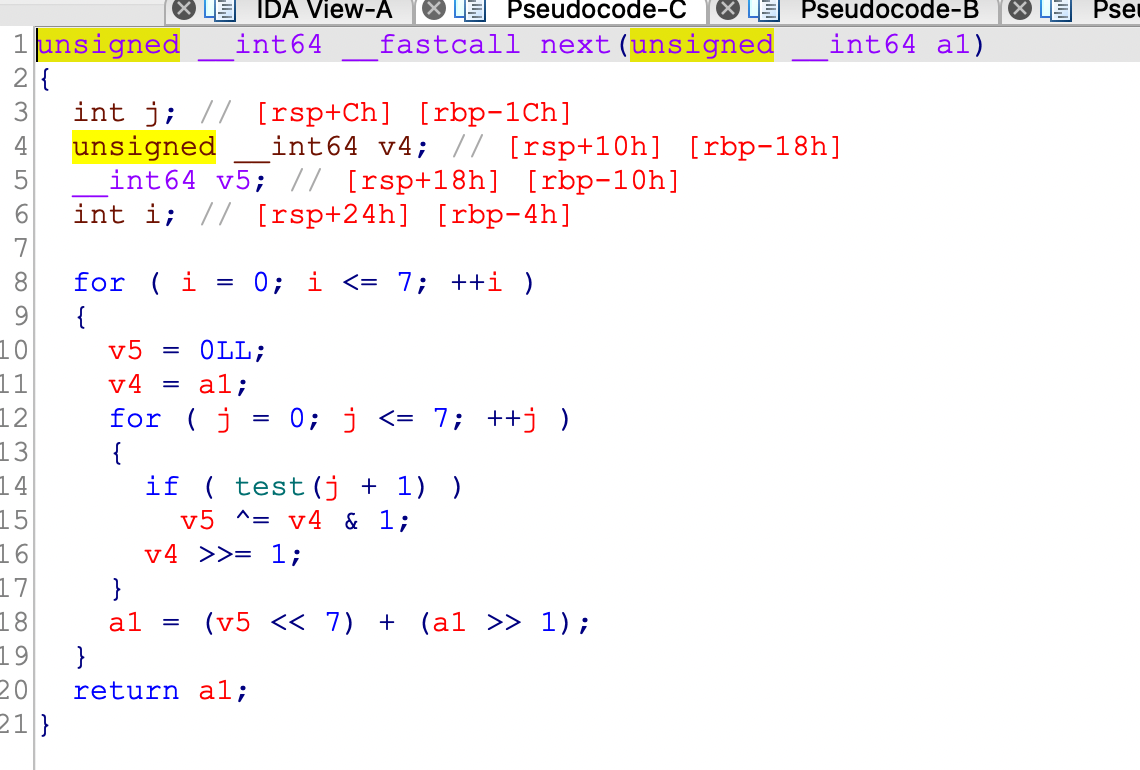 IDA View-A Pseudocode-C Pseudocode-B
1 unsigned __int64 __fastcall next(unsigned __int64 a1)
2 {
3   int j; // [rsp+Ch] [rbp-1Ch]
4   unsigned __int64 v4; // [rsp+10h] [rbp-18h]
5   __int64 v5; // [rsp+18h] [rbp-10h]
6   int i; // [rsp+24h] [rbp-4h]
7
8   for ( i = 0; i <= 7; ++i )
9   {
10     v5 = 0LL;
11     v4 = a1;
12     for ( j = 0; j <= 7; ++j )
13     {
14       if ( test(j + 1) )
15         v5 ^= v4 & 1;
16       v4 >>= 1;
17     }
18     a1 = (v5 << 7) + (a1 >> 1);
19   }
20   return a1;
21 }